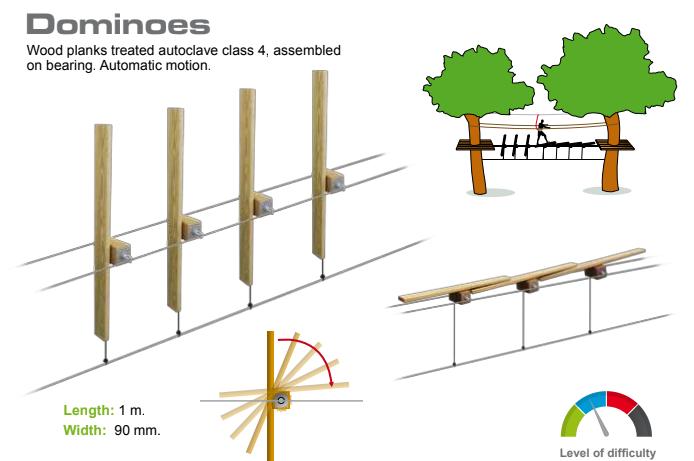 Dominoes
Wood planks treated autoclave class 4, assembled
on bearing. Automatic motion.
Length: 1 m.
Width: 90 mm.
Level of difficulty